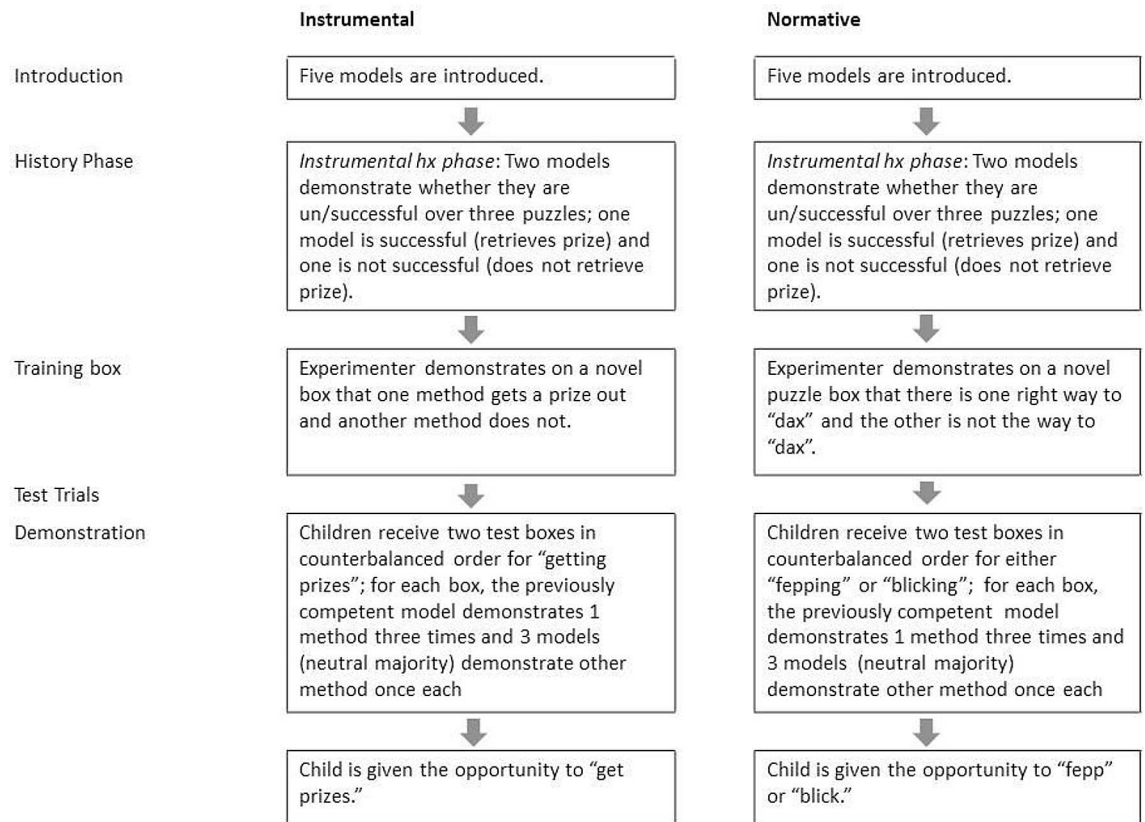 Instrumental
Normative
Introduction
Five models are introduced.
Five models are introduced.
History Phase
Instrumental hx phase: Two models
demonstrate whether they are
un/successful over three puzzles; one
model is successful (retrieves prize) and
one is not successful (does not retrieve
prize).
Instrumental hx phase: Two models
demonstrate whether they are
un/successful over three puzzles; one
model is successful (retrieves prize) and
one is not successful (does not retrieve
prize).
Training box
Experimenter demonstrates on a novel
box that one method gets a prize out
and another method does not.
Experimenter demonstrates on a novel
puzzle box that there is one right way to
“dax” and the other is not the way to
“dax”.
Test Trials
Demonstration
Children receive two test boxes in
counterbalanced order for “getting
prizes”; for each box, the previously
competent model demonstrates 1
method three times and 3 models
(neutral majority) demonstrate other
method once each
Children receive two test boxes in
counterbalanced order for either
“fepping” or “blicking”; for each box,
the previously competent model
demonstrates 1 method three times and
3 models (neutral majority)
demonstrate other method once each
Child is given the opportunity to “get
prizes.”
Child is given the opportunity to “fepp”
or “blick.”